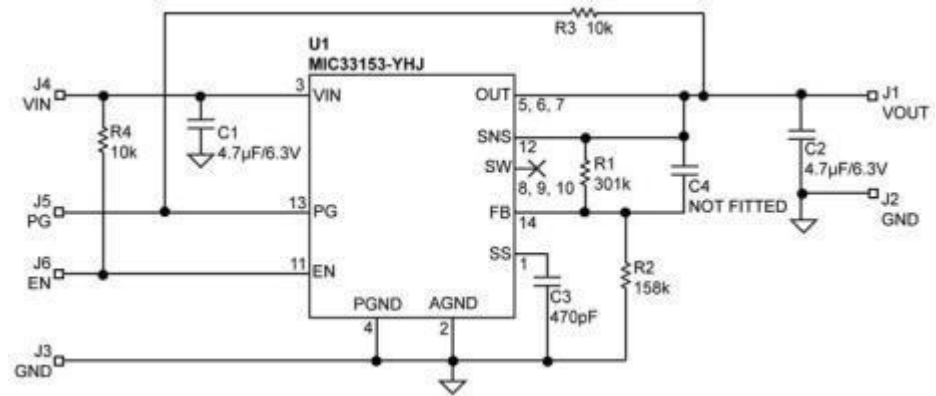 R3 10k
U1
MIC33153-YHJ
J4
VIN
3
VIN
OUT
5, 6, 7
J1
VOUT
R4
10k
C1
4.7µF/6.3V
SNS
12
R1
301k
C4
NOT FITTED
C2
4.7µF/6.3V
SW
8, 9, 10
J5
PG
13
PG
FB
14
J2
GND
J6
EN
11
EN
SS
1
R2
158k
C3
470pF
PGND
4
AGND
2
J3
GND